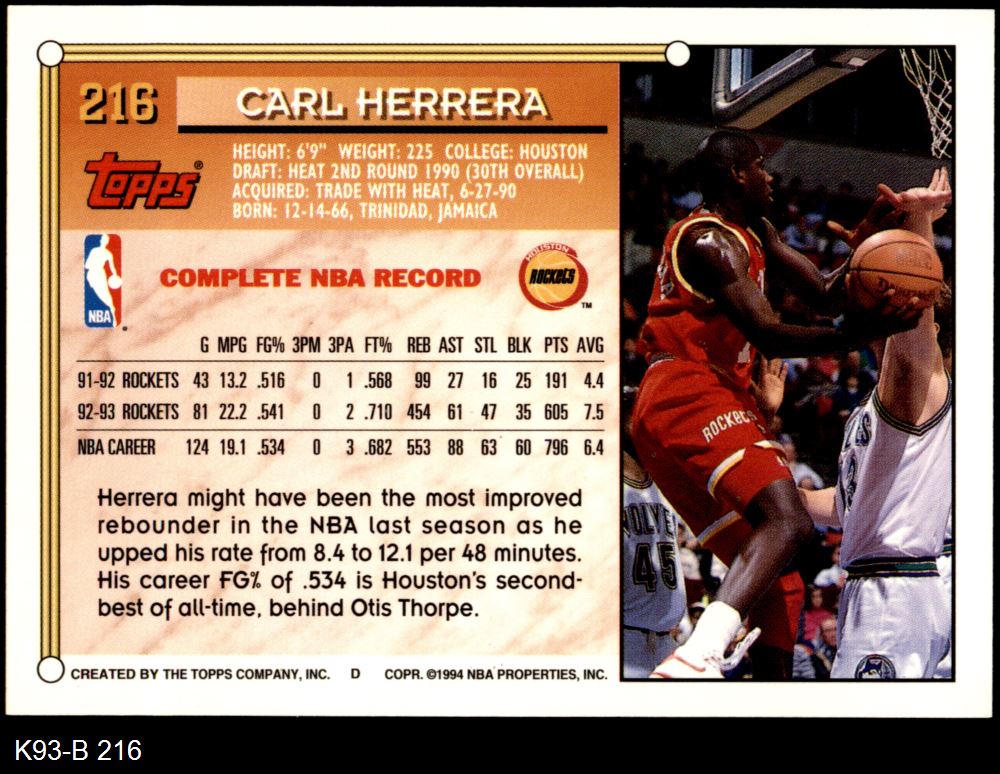 216
CARL HERRERA
Topps®
HEIGHT: 6'9" WEIGHT: 225 COLLEGE: HOUSTON
DRAFT: HEAT 2ND ROUND 1990 (30TH OVERALL)
ACQUIRED: TRADE WITH HEAT, 6-27-90
BORN: 12-14-66, TRINIDAD, JAMAICA
NBA
COMPLETE NBA RECORD
HOUSTON
ROCKETS
TM
G MPG FG% 3PM 3PA FT% REB AST STL BLK PTS AVG
91-92 ROCKETS 43 13.2 .516 0 1 .568 99 27 16 25 191 4.4
92-93 ROCKETS 81 22.2 .541 0 2 .710 454 61 47 35 605 7.5
NBA CAREER 124 19.1 .534 0 3 .682 553 88 63 60 796 6.4
Herrera might have been the most improved
rebounder in the NBA last season as he
upped his rate from 8.4 to 12.1 per 48 minutes.
His career FG% of .534 is Houston's second-
best of all-time, behind Otis Thorpe.
CREATED BY THE TOPPS COMPANY, INC. D COPR. ©1994 NBA PROPERTIES, INC.
ROCKETS
45
K93-B 216